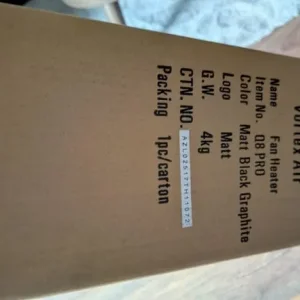 Vortex Air
Name Fan Heater
Item No. Q8 PRO
Color Matt Black Graphite
Logo Matt
G.W. 4kg
CTN. NO.
Packing 1pc/carton